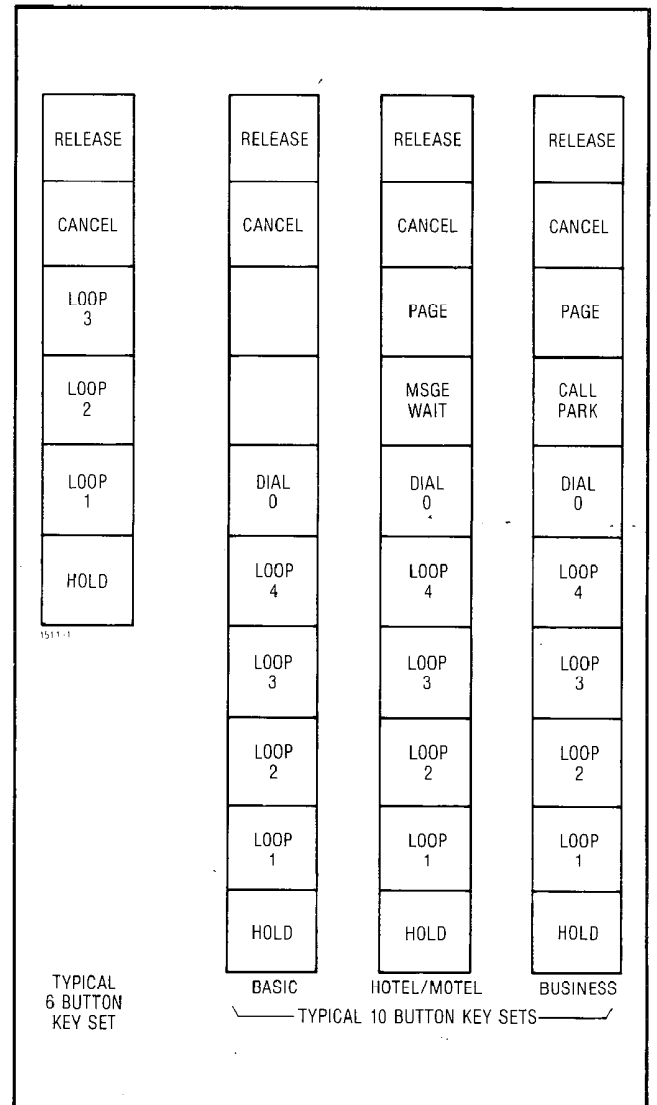 RELEASE
CANCEL
LOOP
3
LOOP
2
LOOP
1
HOLD
1511-1
TYPICAL
6 BUTTON
KEY SET
RELEASE
CANCEL
DIAL
0
LOOP
4
LOOP
3
LOOP
2
LOOP
1
HOLD
BASIC
RELEASE
CANCEL
PAGE
MSGE
WAIT
DIAL
0
LOOP
4
LOOP
3
LOOP
2
LOOP
1
HOLD
HOTEL/MOTEL
RELEASE
CANCEL
PAGE
CALL
PARK
DIAL
0
LOOP
4
LOOP
3
LOOP
2
LOOP
1
HOLD
BUSINESS
TYPICAL 10 BUTTON KEY SETS